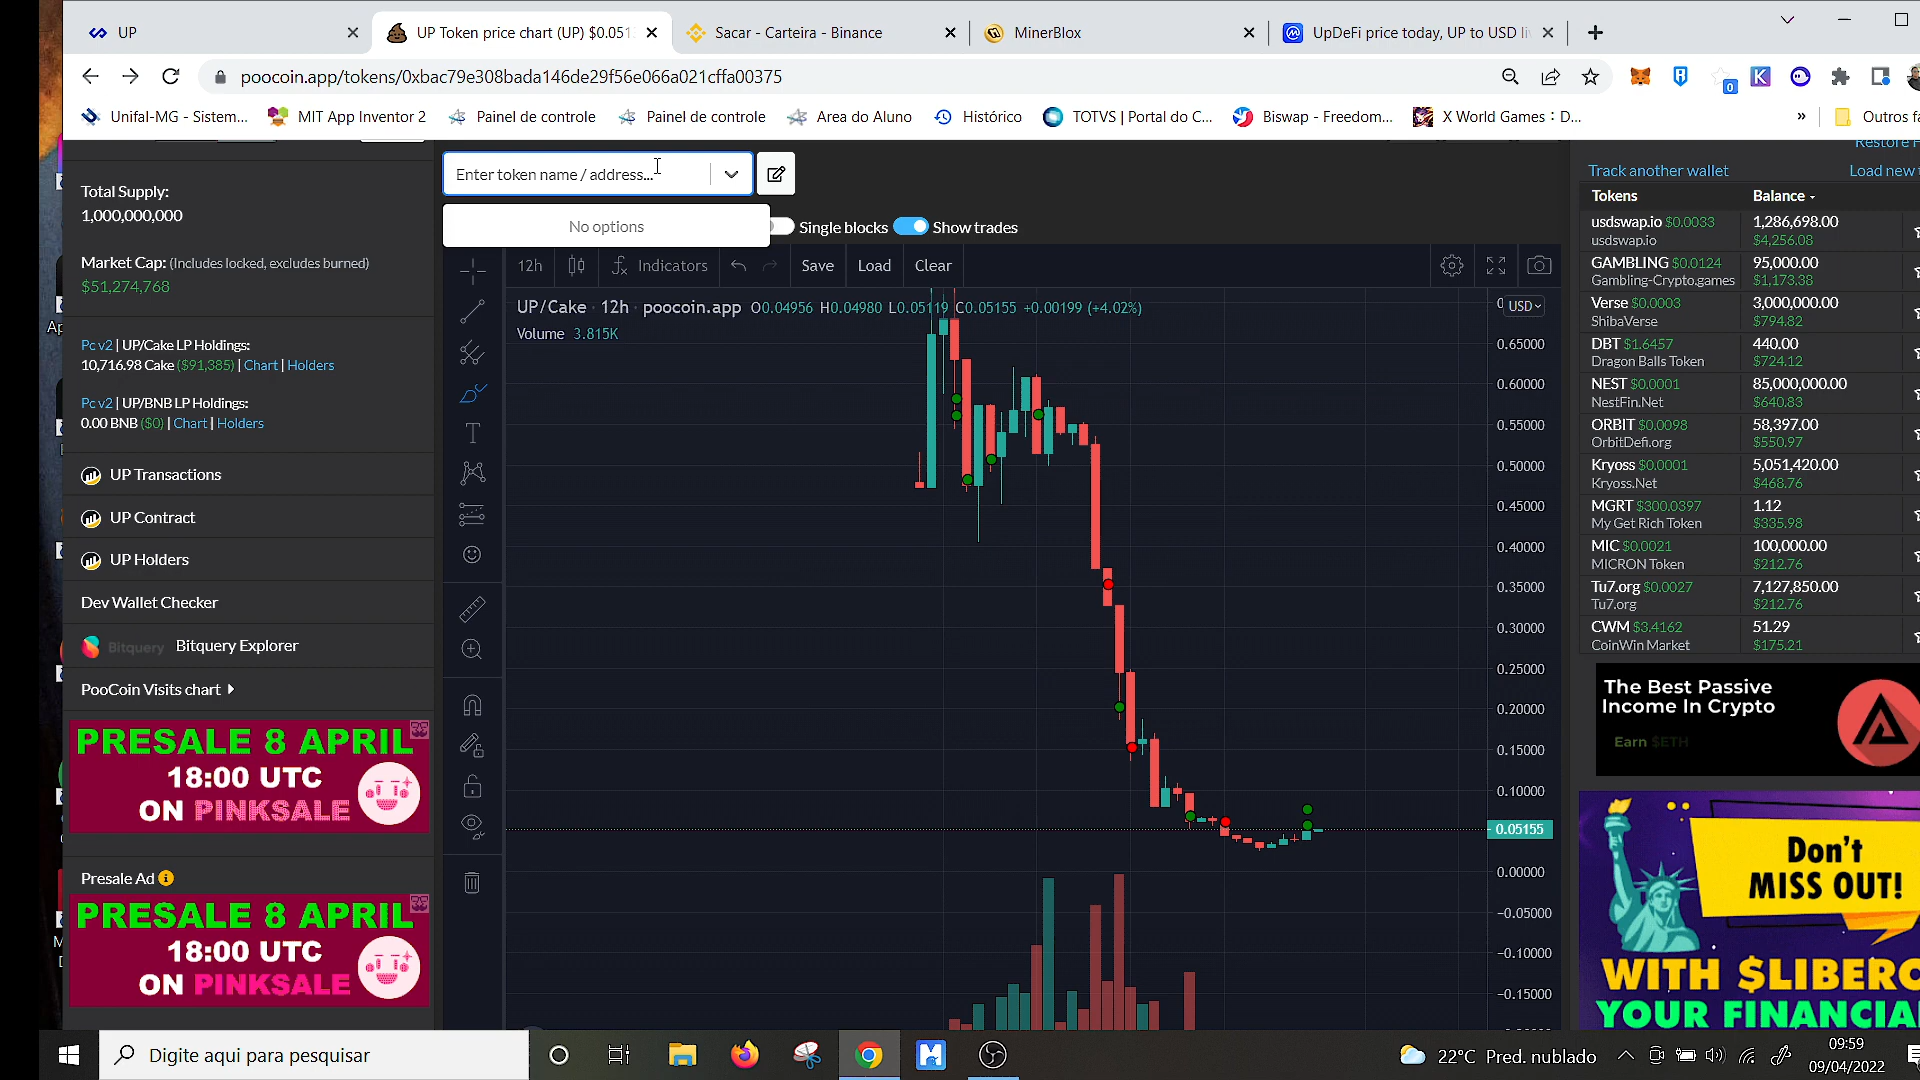 UP
UP Token price chart (UP) $0.051
Sacar - Carteira - Binance
MinerBlox
UpDeFi price today, UP to USD li
poocoin.app/tokens/0xbac79e308bada146de29f56e066a021cffa00375
0
Unifal-MG - Sistem...
MIT App Inventor 2
Painel de controle
Painel de controle
Area do Aluno
Histórico
TOTVS | Portal do C...
Biswap - Freedom...
X World Games : D...
»
Outros fa
Total Supply:
1,000,000,000
Market Cap: (Includes locked, excludes burned)
$51,274,768
Pc v2 | UP/Cake LP Holdings:
10,716.98 Cake ($91,385) | Chart | Holders
Pc v2 | UP/BNB LP Holdings:
0.00 BNB ($0) | Chart | Holders
UP Transactions
UP Contract
UP Holders
Dev Wallet Checker
Bitquery Bitquery Explorer
PooCoin Visits chart
PRESALE 8 APRIL
18:00 UTC
ON PINKSALE
Presale Ad
PRESALE 8 APRIL
18:00 UTC
ON PINKSALE
Enter token name / address...
No options
Single blocks
Show trades
12h
Indicators
Save
Load
Clear
UP/Cake · 12h · poocoin.app O0.04956 H0.04980 L0.05119 C0.05155 +0.00199 (+4.02%)
Volume 3.815K
USD
0.65000
0.60000
0.55000
0.50000
0.45000
0.40000
0.35000
0.30000
0.25000
0.20000
0.15000
0.10000
0.05155
0.00000
−0.05000
−0.10000
−0.15000
Track another wallet
Load new
Tokens Balance
usdswap.io $0.0033 1,286,698.00
usdswap.io $4,256.08
GAMBLING $0.0124 95,000.00
Gambling-Crypto.games $1,173.38
Verse $0.0003 3,000,000.00
ShibaVerse $794.82
DBT $1.6457 440.00
Dragon Balls Token $724.12
NEST $0.0001 85,000,000.00
NestFin.Net $640.83
ORBIT $0.0098 58,397.00
OrbitDefi.org $550.97
Kryoss $0.0001 5,051,420.00
Kryoss.Net $468.76
MGRT $300.0397 1.12
My Get Rich Token $335.98
MIC $0.0021 100,000.00
MICRON Token $212.76
Tu7.org $0.0027 7,127,850.00
Tu7.org $212.76
CWM $3.4162 51.29
CoinWin Market $175.21
The Best Passive
Income In Crypto
Earn $ETH
Don't
MISS OUT!
WITH $LIBERO
YOUR FINANCIA
Digite aqui para pesquisar
22°C Pred. nublado
09:59
09/04/2022